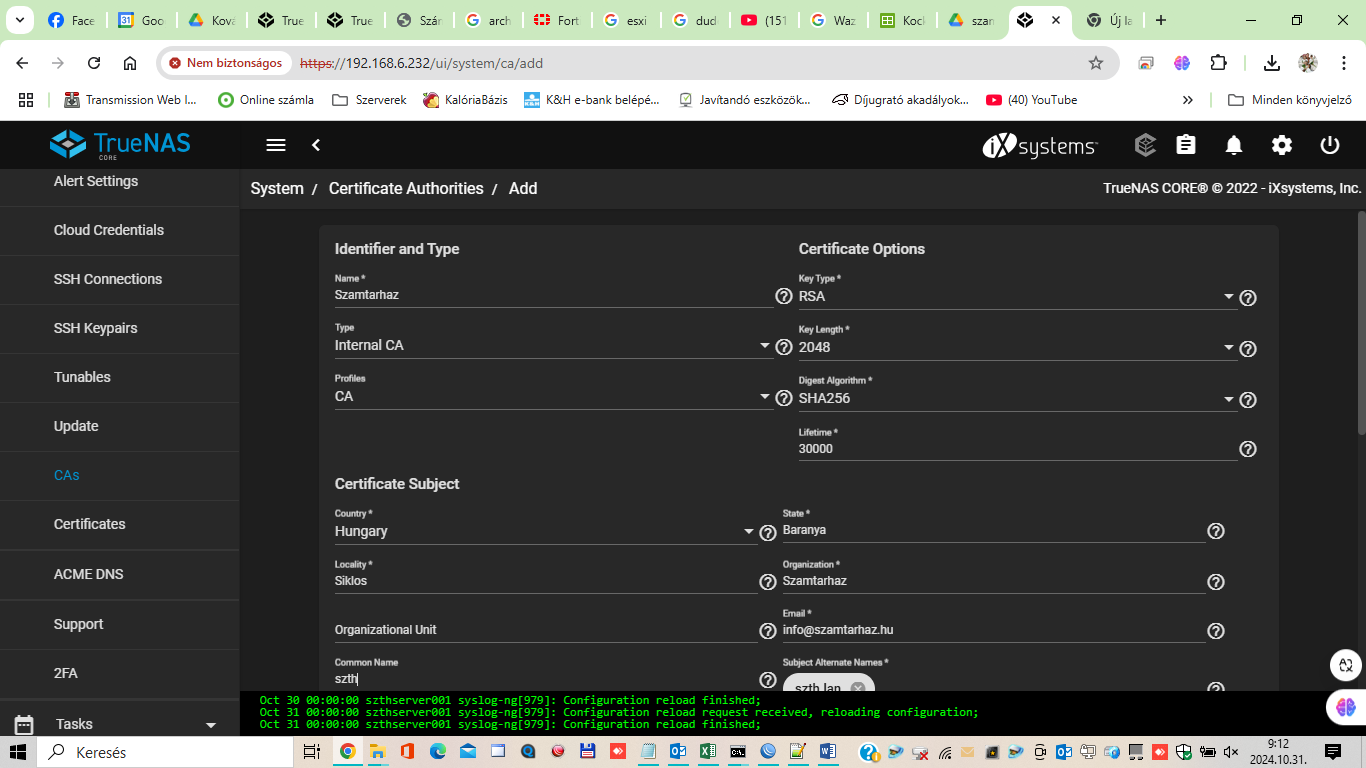 Face
Goo
Ková
True
True
Szár
arch
Fort
esxi
dud
(151
Waz
Kock
szan
Új la
Nem biztonságos
https://192.168.6.232/ui/system/ca/add
Transmission Web I...
Online számla
Szerverek
KalóriaBázis
K&H e-bank belépé...
Javítandó eszközök...
Díjugrató akadályok...
(40) YouTube
Minden könyvjelző
TrueNAS
CORE
iXsystems
Alert Settings
Cloud Credentials
SSH Connections
SSH Keypairs
Tunables
Update
CAs
Certificates
ACME DNS
Support
2FA
Tasks
System / Certificate Authorities / Add
TrueNAS CORE® © 2022 - iXsystems, Inc.
Identifier and Type
Name *
Szamtarhaz
Type
Internal CA
Profiles
CA
Certificate Options
Key Type *
RSA
Key Length *
2048
Digest Algorithm *
SHA256
Lifetime *
30000
Certificate Subject
Country *
Hungary
State *
Baranya
Locality *
Siklos
Organization *
Szamtarhaz
Organizational Unit
Email *
info@szamtarhaz.hu
Common Name
szth
Subject Alternate Names *
szth.lan
Oct 30 00:00:00 szthserver001 syslog-ng[979]: Configuration reload finished;
Oct 31 00:00:00 szthserver001 syslog-ng[979]: Configuration reload request received, reloading configuration;
Oct 31 00:00:00 szthserver001 syslog-ng[979]: Configuration reload finished;
Keresés
9:12
2024.10.31.